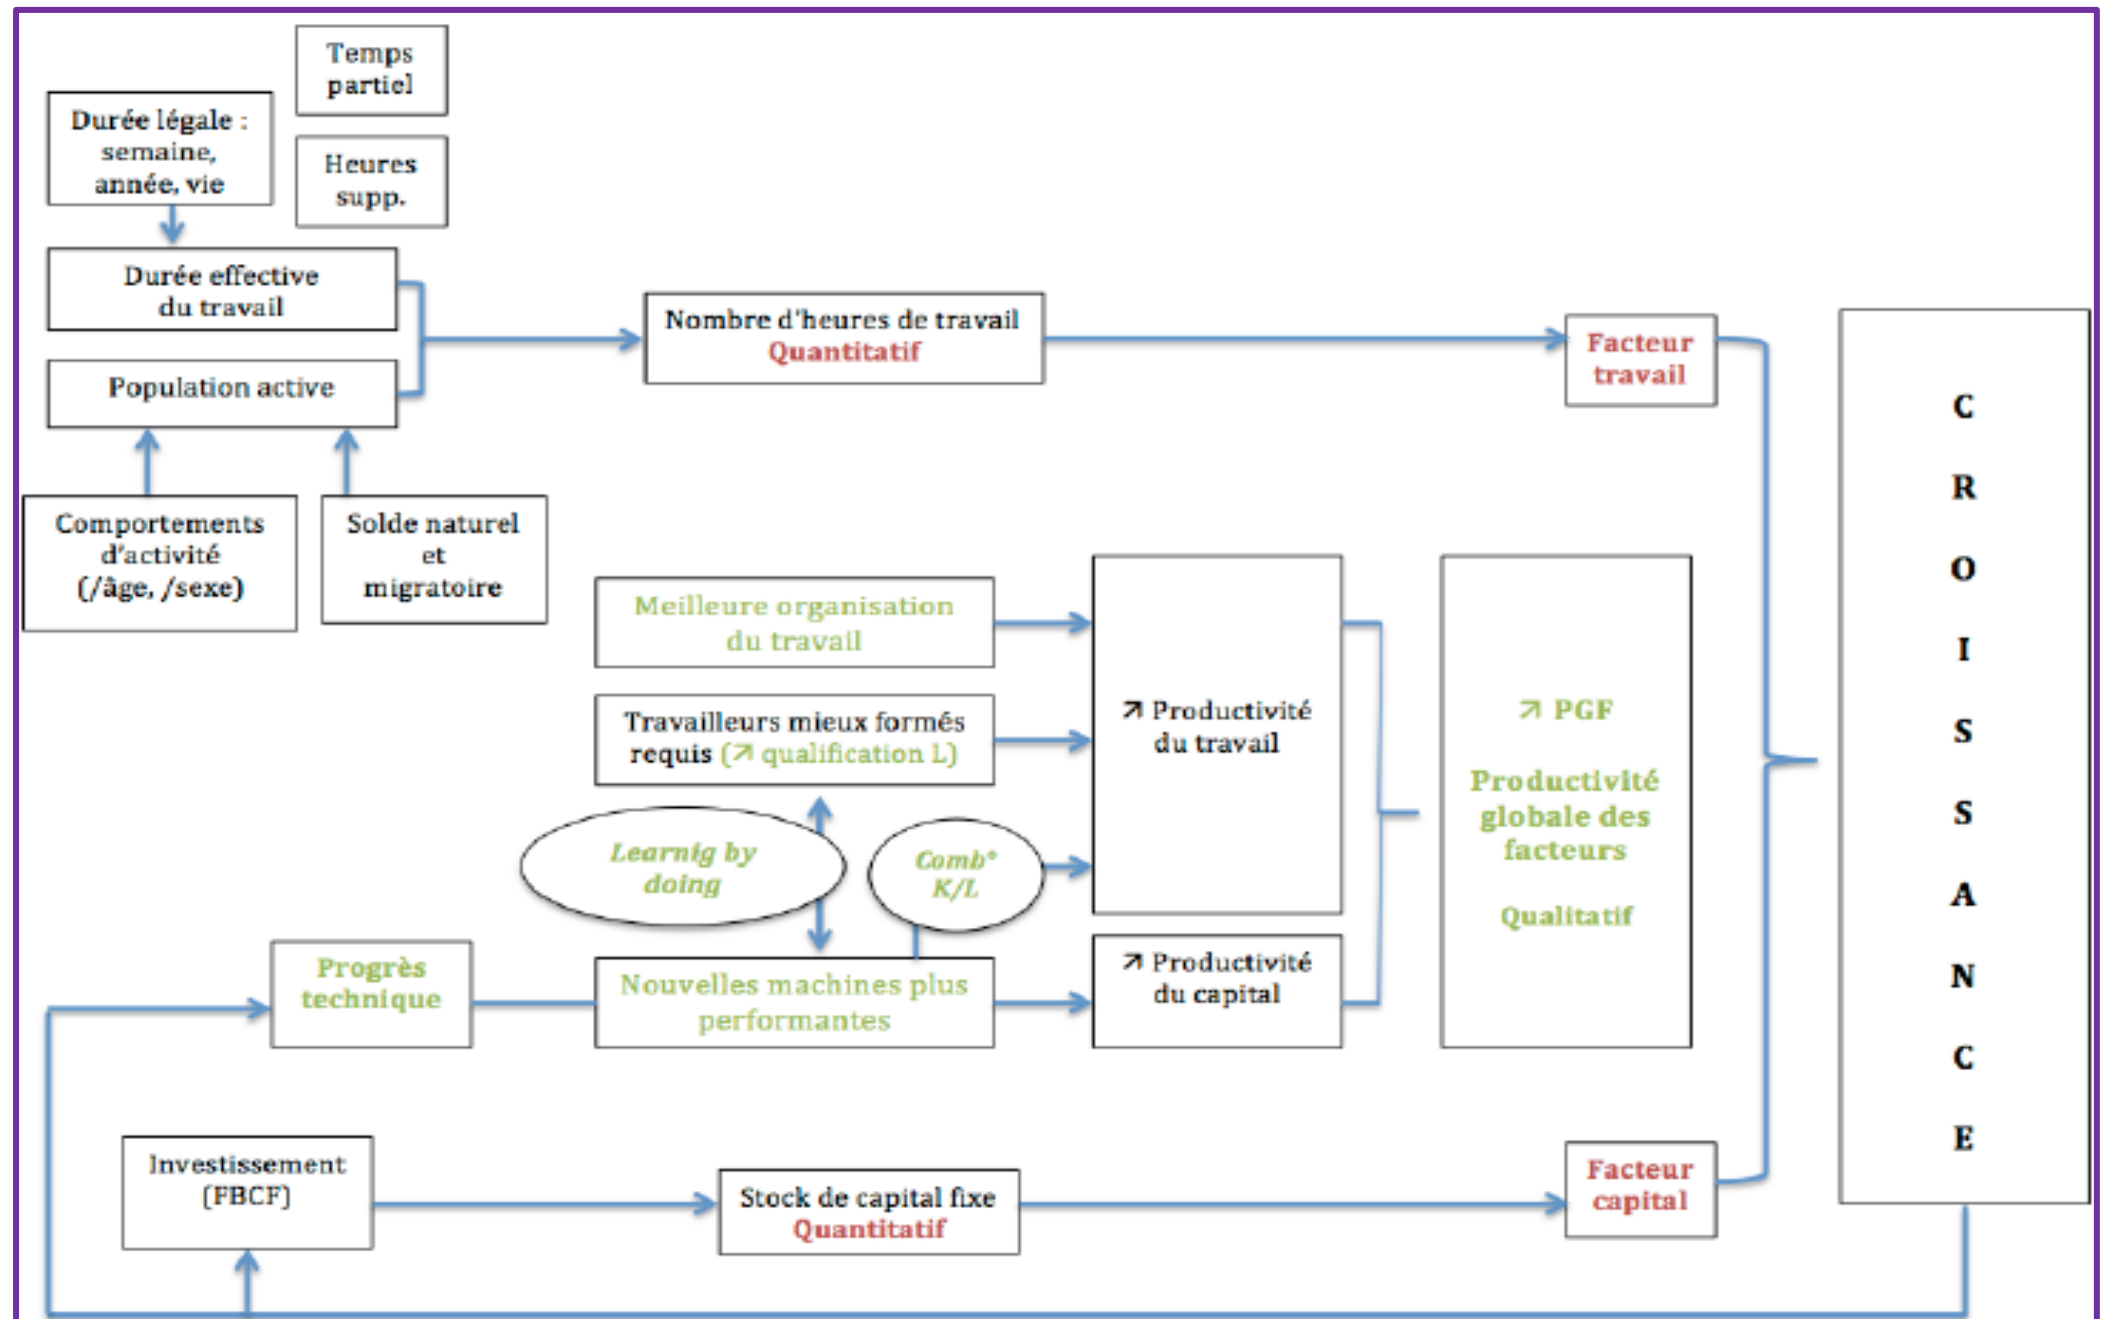 Temps
partiel
Durée légale :
semaine,
année, vie
Heures
supp.
Durée effective
du travail
Population active
Nombre d'heures de travail
Quantitatif
Facteur
travail
Comportements
d'activité
(/âge, /sexe)
Solde naturel
et
migratoire
Meilleure organisation
du travail
Travailleurs mieux formés
requis (↗ qualification L)
Learnig by
doing
Comb°
K/L
Progrès
technique
Nouvelles machines plus
performantes
↗ Productivité
du travail
↗ Productivité
du capital
↗ PGF
Productivité
globale des
facteurs
Qualitatif
Investissement
(FBCF)
Stock de capital fixe
Quantitatif
Facteur
capital
C
R
O
I
S
S
A
N
C
E